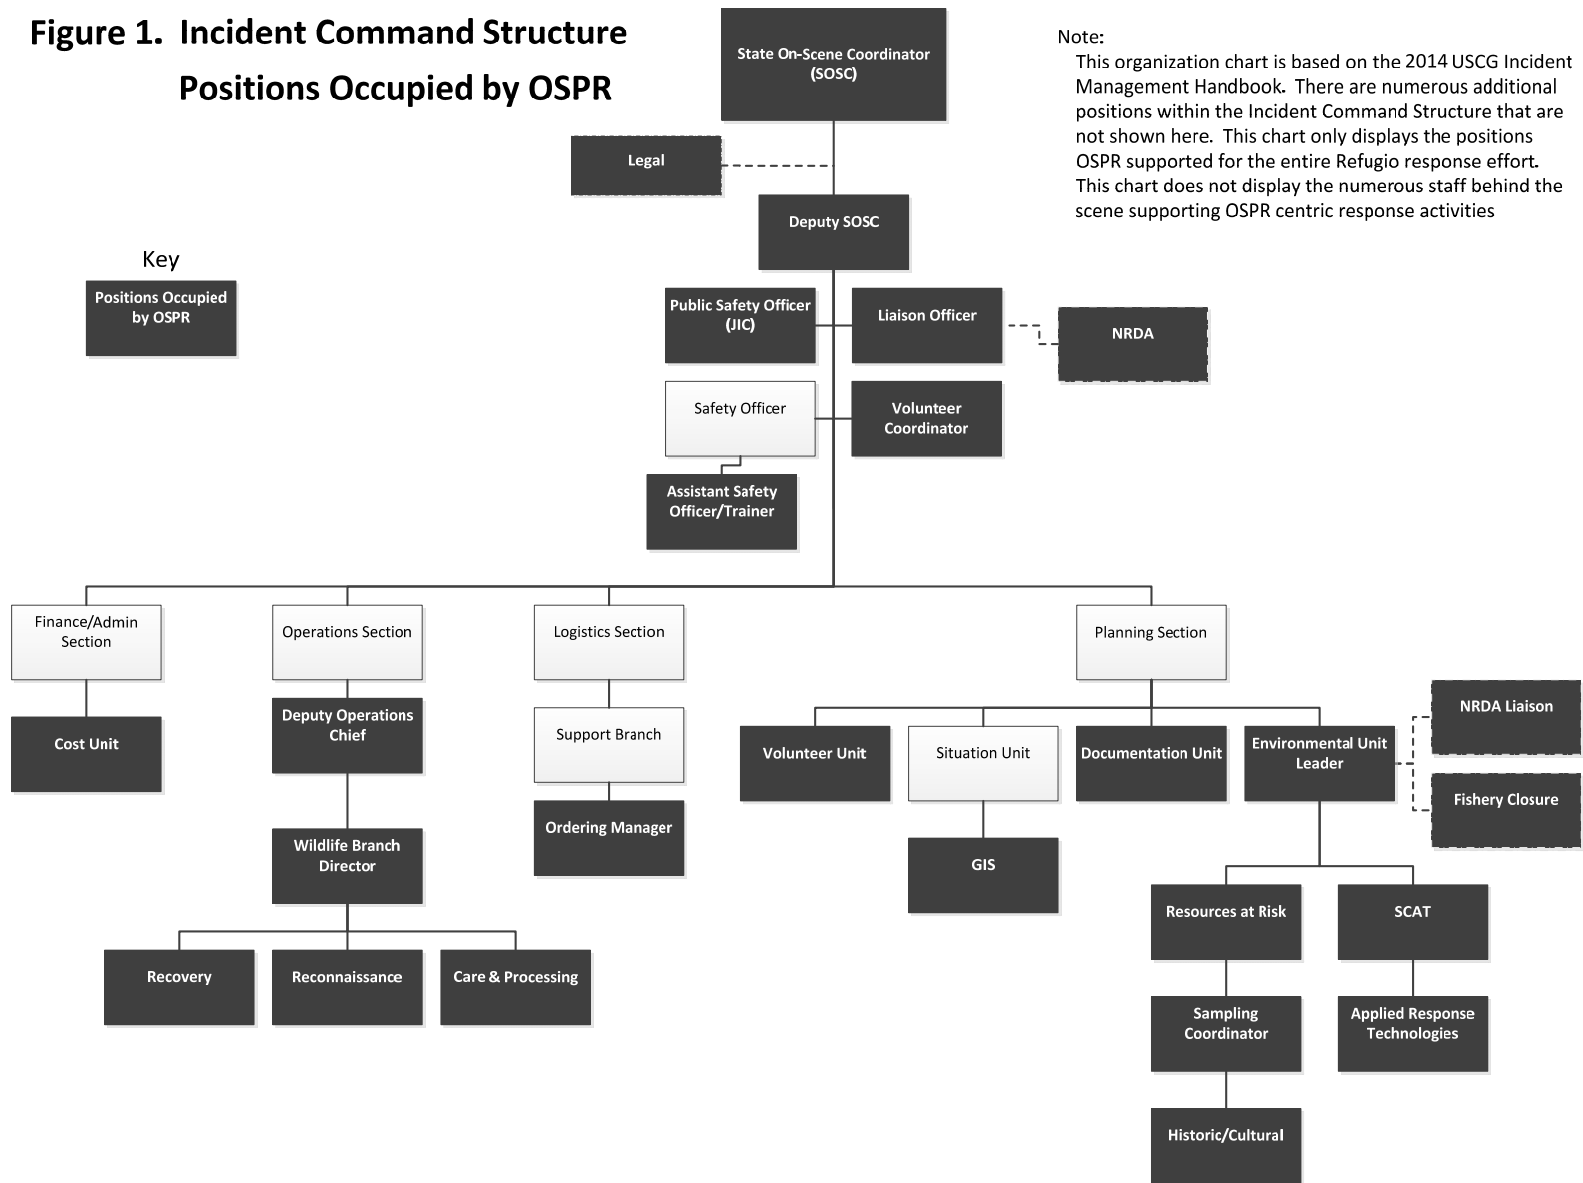 Figure 1. Incident Command Structure
Positions Occupied by OSPR
State On-Scene Coordinator
(SOSC)
Note:
This organization chart is based on the 2014 USCG Incident
Management Handbook. There are numerous additional
positions within the Incident Command Structure that are
not shown here. This chart only displays the positions
OSPR supported for the entire Refugio response effort.
This chart does not display the numerous staff behind the
scene supporting OSPR centric response activities
Legal
Deputy SOSC
Key
Positions Occupied
by OSPR
Public Safety Officer
(JIC)
Liaison Officer
NRDA
Safety Officer
Volunteer
Coordinator
Assistant Safety
Officer/Trainer
Finance/Admin
Section
Operations Section
Logistics Section
Planning Section
Cost Unit
Deputy Operations
Chief
Support Branch
Volunteer Unit
Situation Unit
Documentation Unit
Environmental Unit
Leader
NRDA Liaison
Fishery Closure
Wildlife Branch
Director
Ordering Manager
GIS
Resources at Risk
SCAT
Recovery
Reconnaissance
Care & Processing
Sampling
Coordinator
Applied Response
Technologies
Historic/Cultural